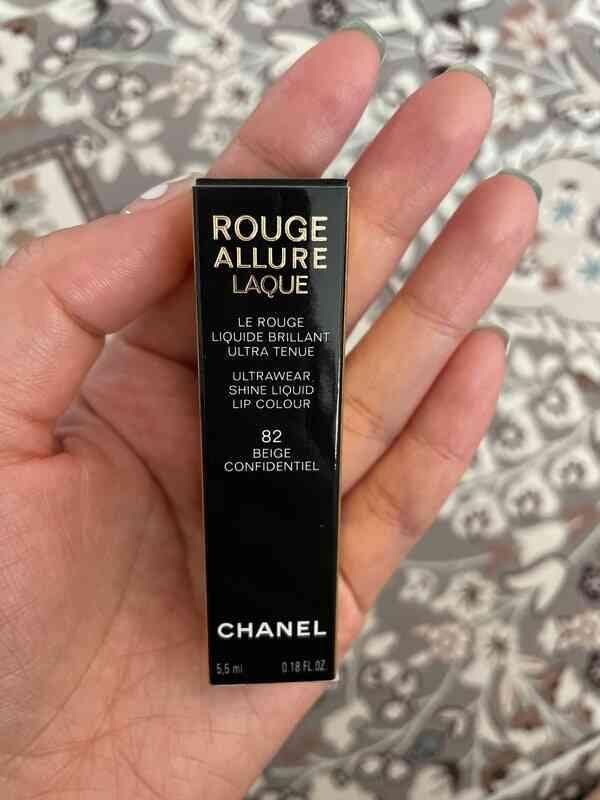 ROUGE
ALLURE
LAQUE
LE ROUGE
LIQUIDE BRILLANT
ULTRA TENUE
ULTRAWEAR
SHINE LIQUID
LIP COLOUR
82
BEIGE
CONFIDENTIEL
CHANEL
5,5 ml 0.18 FL.OZ.